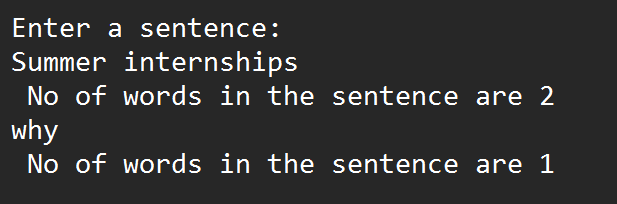 Enter a sentence:
Summer internships
 No of words in the sentence are 2
why
 No of words in the sentence are 1